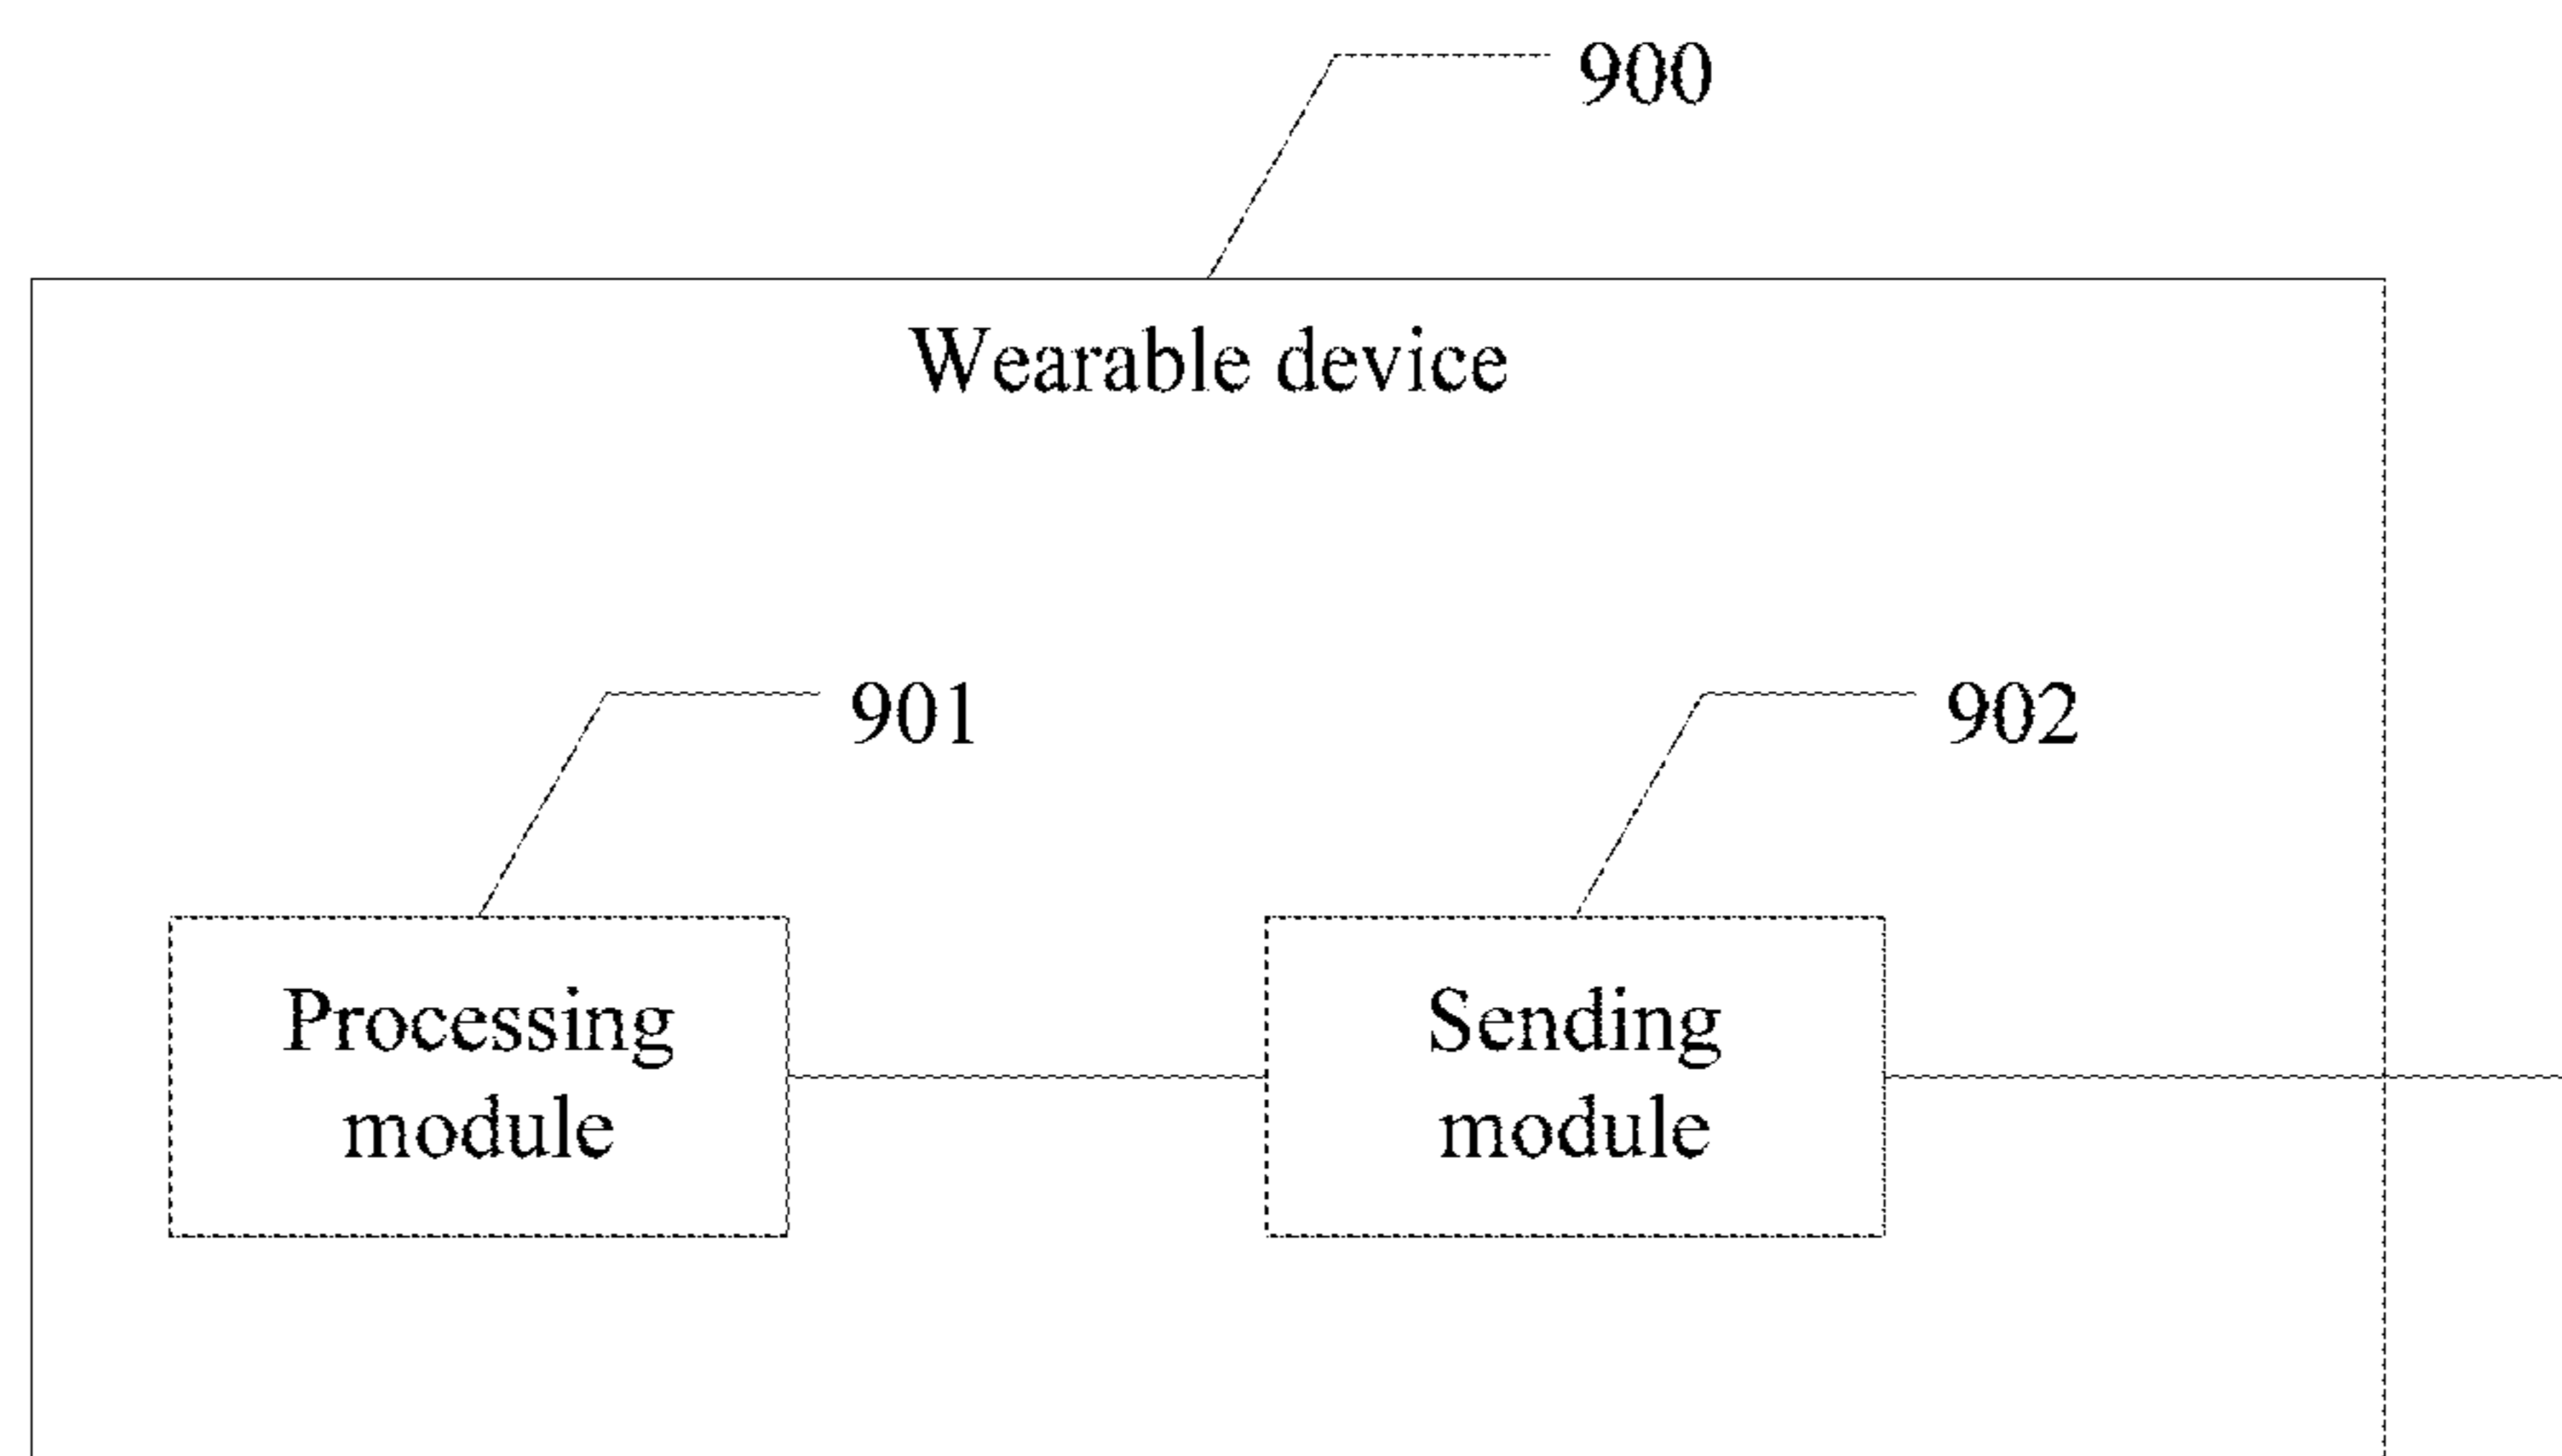 900
Wearable device
901
902
Processing
module
Sending
module